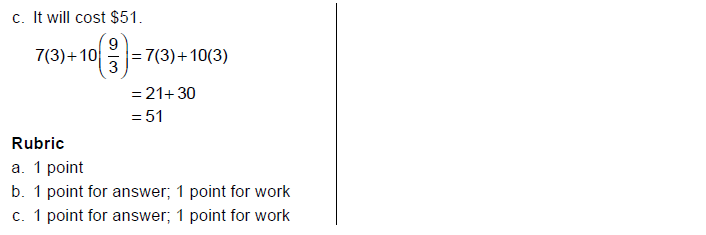 c. It will cost $51.
7(3)+10(9/3)=7(3)+10(3)
=21+30
=51
Rubric
a. 1 point
b. 1 point for answer; 1 point for work
c. 1 point for answer; 1 point for work